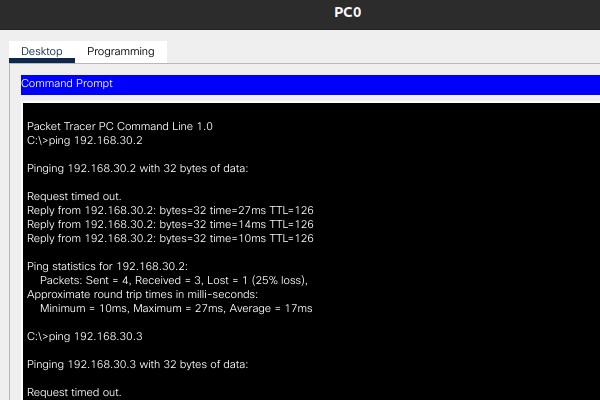 PC0
Desktop Programming
Command Prompt
Packet Tracer PC Command Line 1.0
C:\>ping 192.168.30.2
Pinging 192.168.30.2 with 32 bytes of data:
Request timed out.
Reply from 192.168.30.2: bytes=32 time=27ms TTL=126
Reply from 192.168.30.2: bytes=32 time=14ms TTL=126
Reply from 192.168.30.2: bytes=32 time=10ms TTL=126
Ping statistics for 192.168.30.2:
Packets: Sent = 4, Received = 3, Lost = 1 (25% loss),
Approximate round trip times in milli-seconds:
Minimum = 10ms, Maximum = 27ms, Average = 17ms
C:\>ping 192.168.30.3
Pinging 192.168.30.3 with 32 bytes of data:
Request timed out.